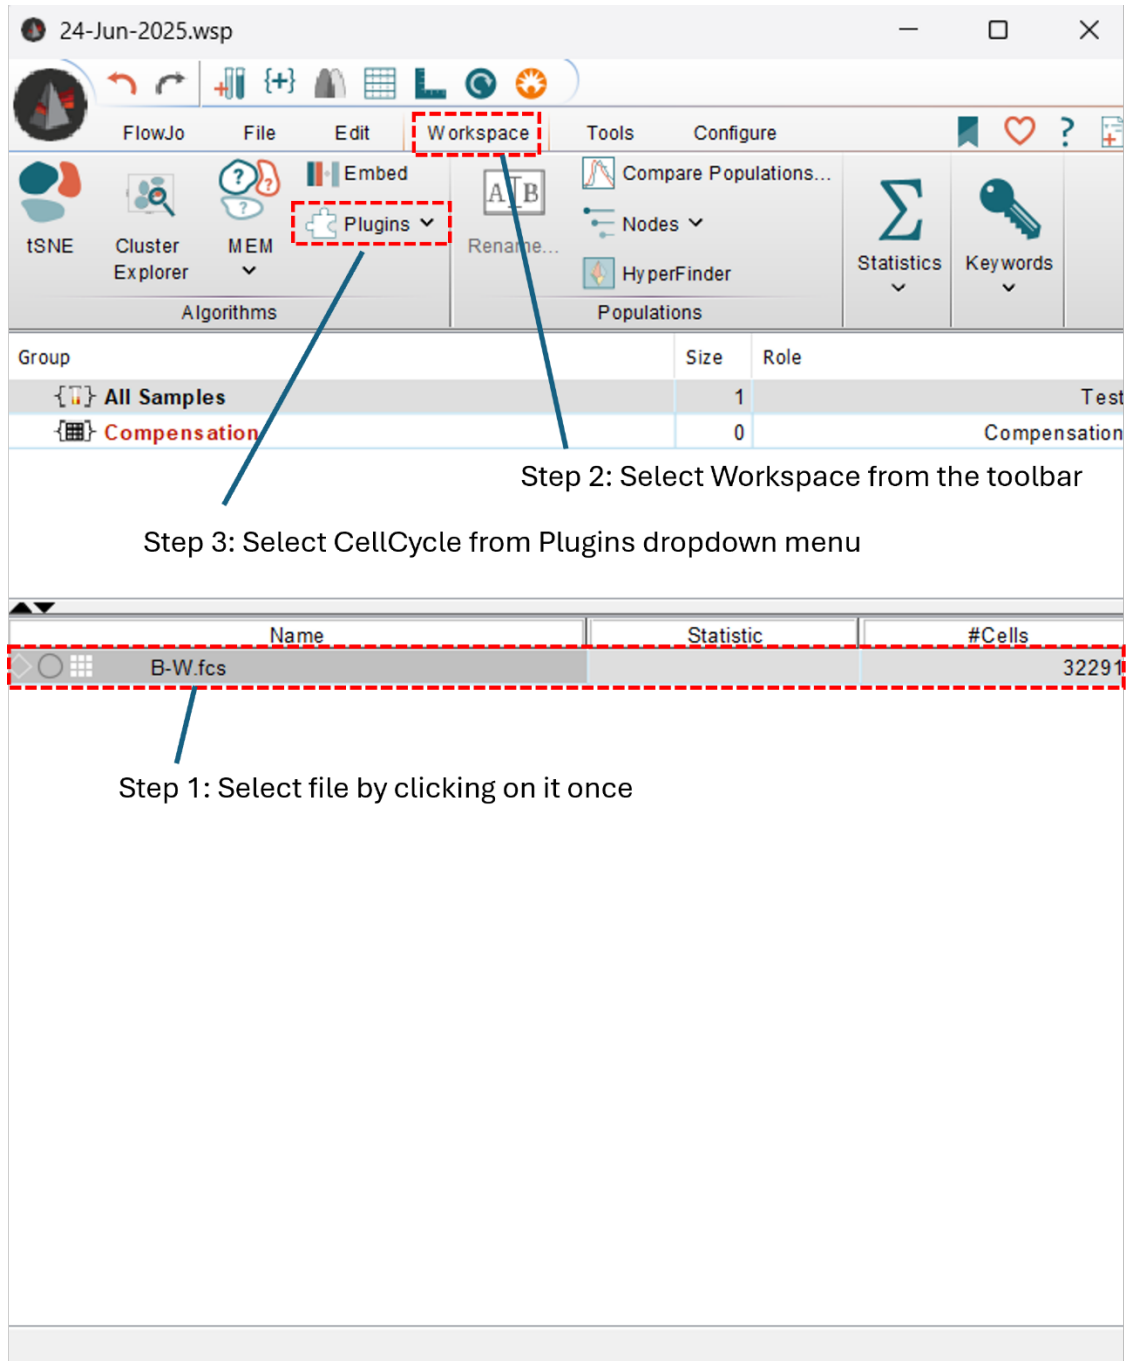 24-Jun-2025.wsp
FlowJo File Edit Workspace Tools Configure
Embed
Compare Populations...
Plugins
A B
Nodes
tSNE Cluster Explorer MEM
Rename...
HyperFinder
Statistics Keywords
Algorithms Populations
Group Size Role
All Samples 1 Test
Compensation 0 Compensation
Step 2: Select Workspace from the toolbar
Step 3: Select CellCycle from Plugins dropdown menu
Name Statistic #Cells
B-W.fcs 32291
Step 1: Select file by clicking on it once